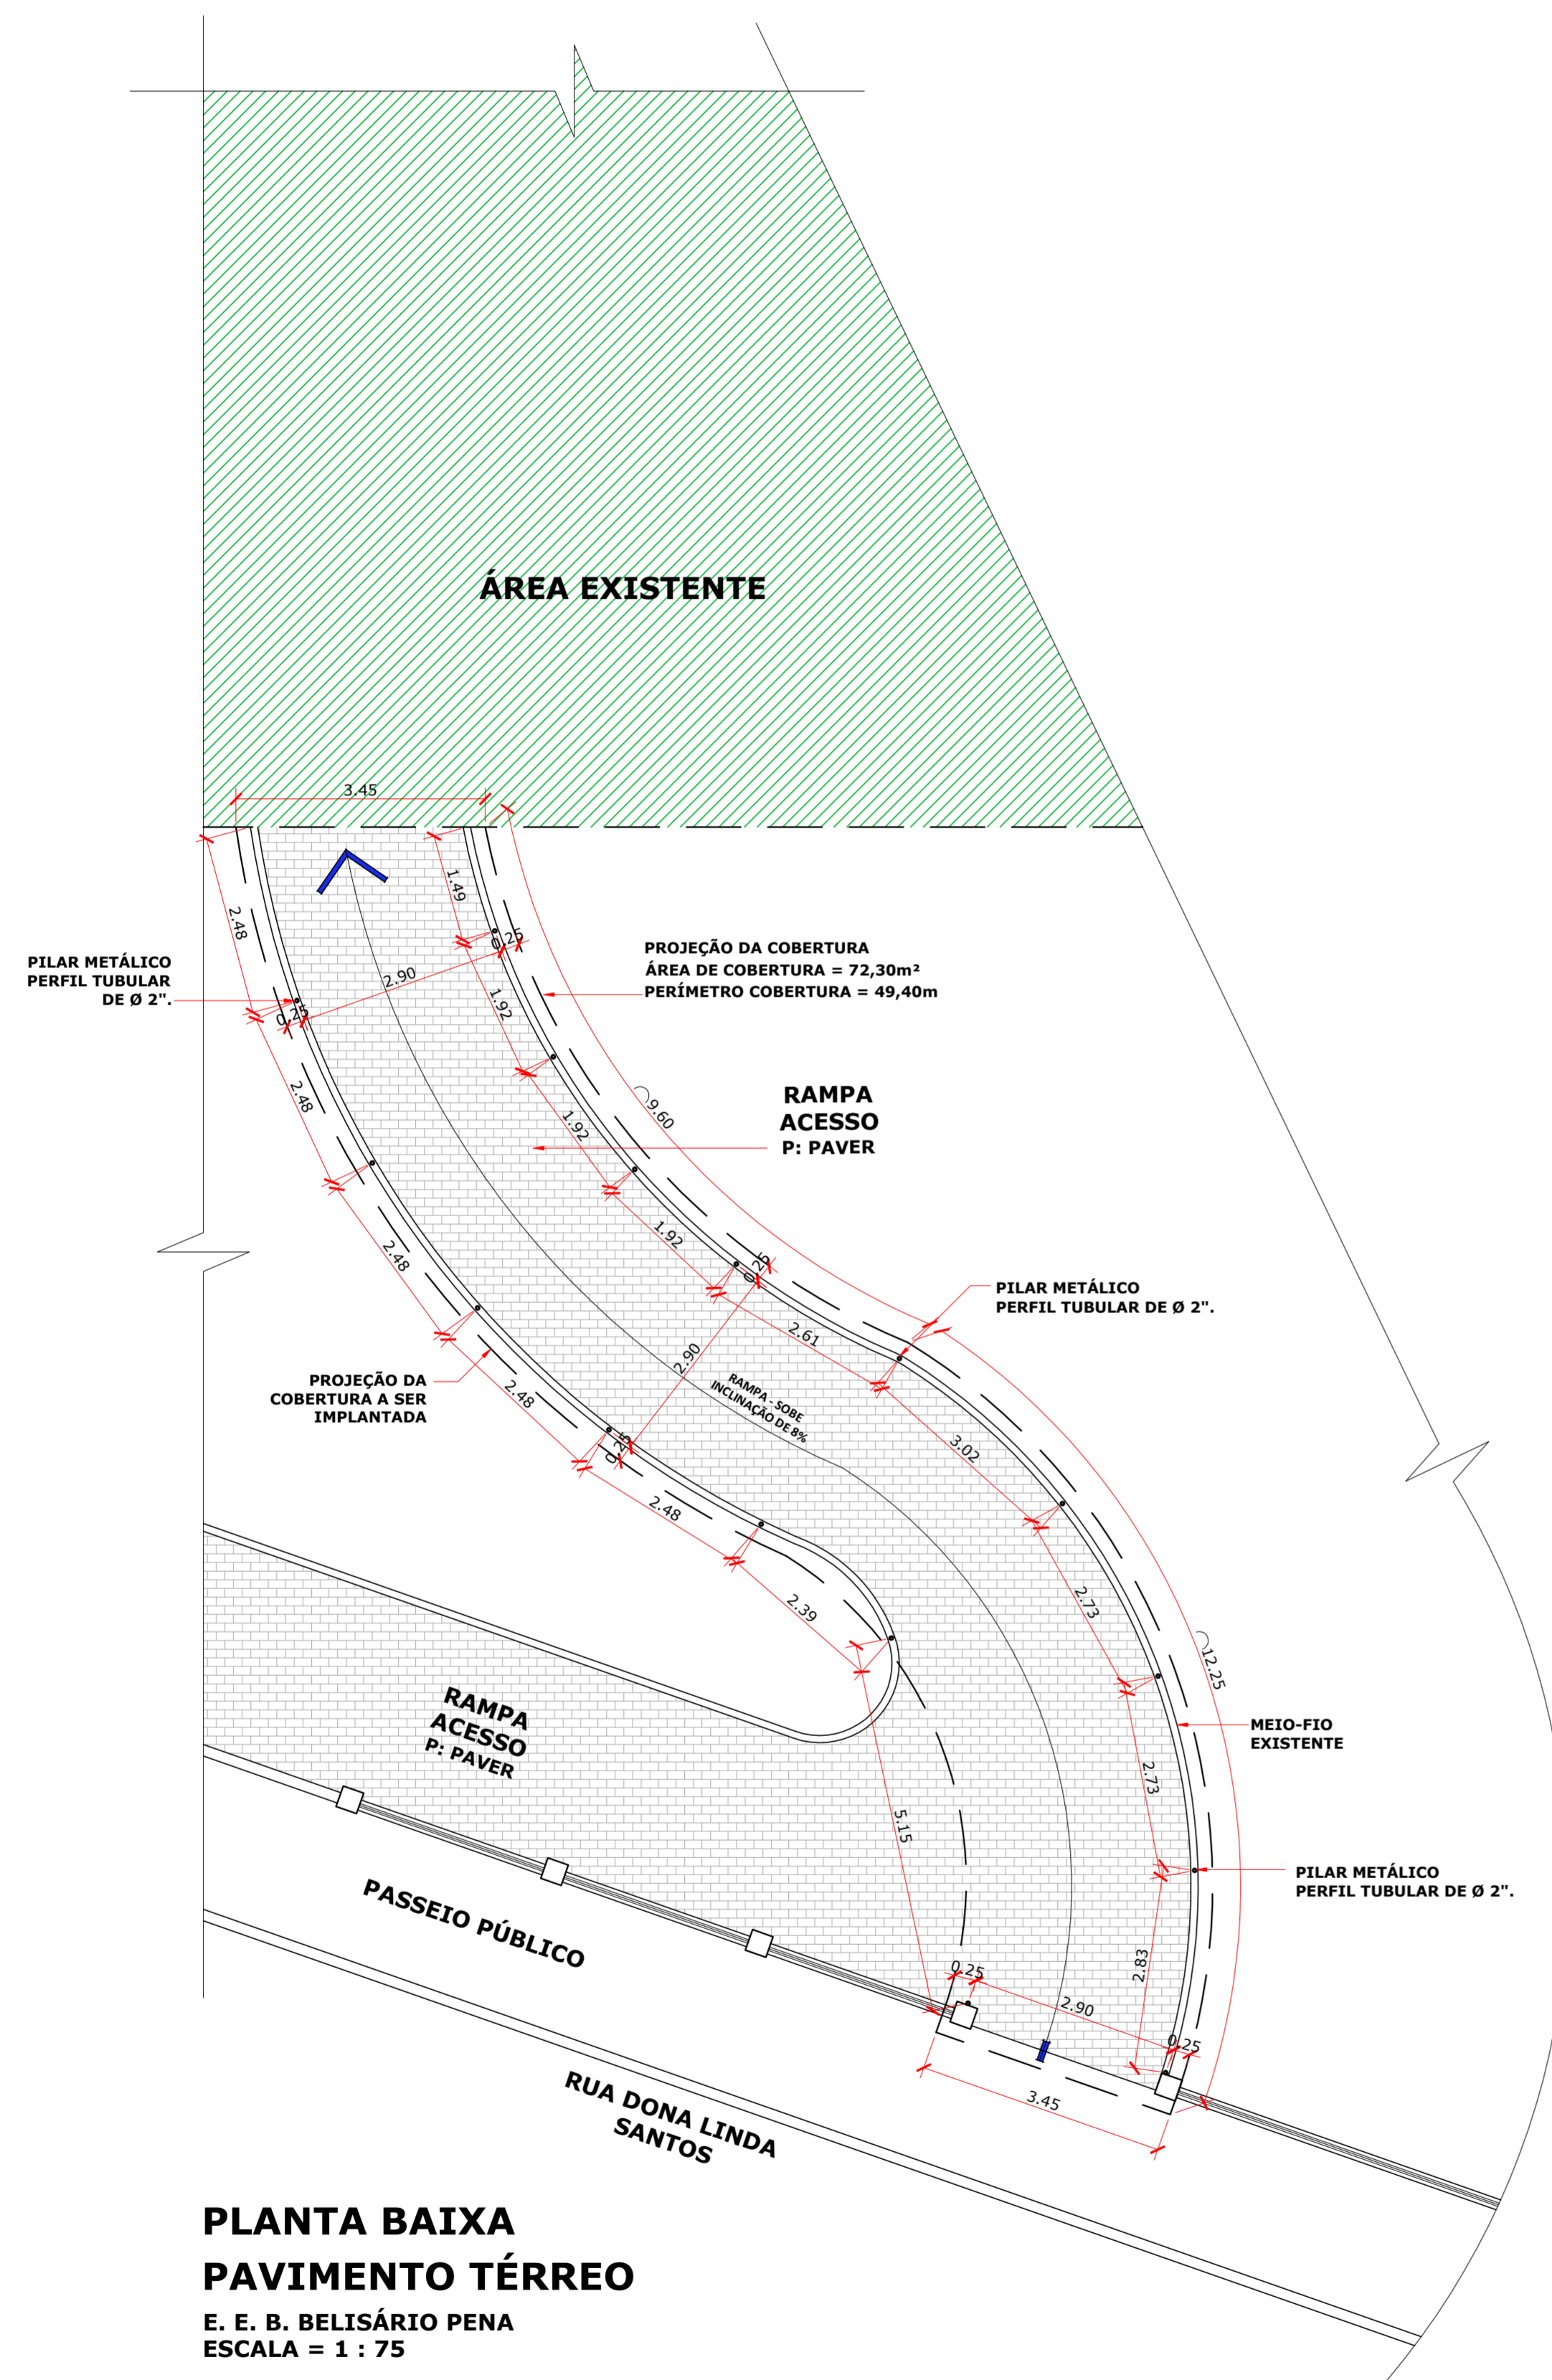 ÁREA EXISTENTE
3.45
2.48
1.49
0.25
2.90
1.92
0.25
PILAR METÁLICO
PERFIL TUBULAR
DE Ø 2".
PROJEÇÃO DA COBERTURA
ÁREA DE COBERTURA = 72,30m²
PERÍMETRO COBERTURA = 49,40m
2.48
1.92
9.60
RAMPA
ACESSO
P: PAVER
2.48
1.92
0.25
PILAR METÁLICO
PERFIL TUBULAR DE Ø 2".
2.61
2.90
PROJEÇÃO DA
COBERTURA A SER
IMPLANTADA
2.48
RAMPA - SOBE
INCLINAÇÃO DE 8%
0.25
3.02
2.48
2.39
2.73
12.25
RAMPA
ACESSO
P: PAVER
MEIO-FIO
EXISTENTE
2.73
5.15
PILAR METÁLICO
PERFIL TUBULAR DE Ø 2".
PASSEIO PÚBLICO
2.83
0.25
2.90
0.25
3.45
RUA DONA LINDA
SANTOS
PLANTA BAIXA
PAVIMENTO TÉRREO
E. E. B. BELISÁRIO PENA
ESCALA = 1 : 75